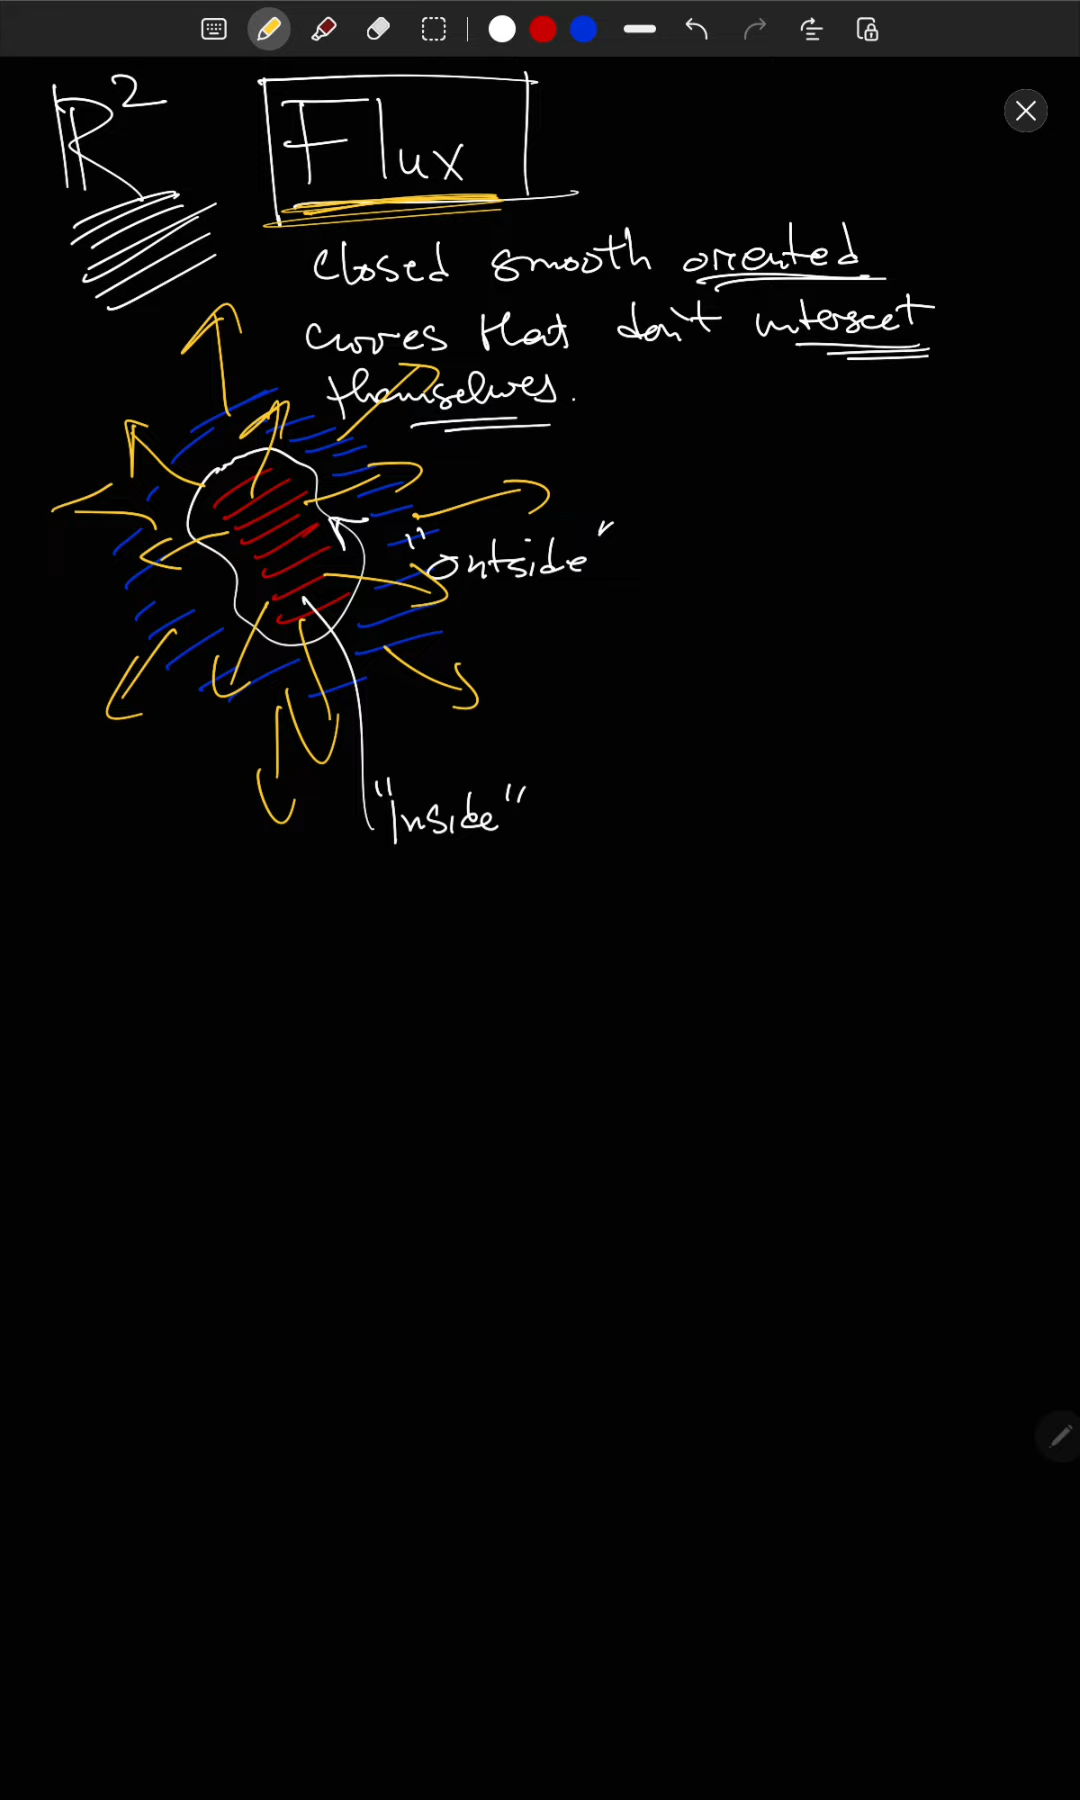 R² Flux
closed smooth oriented
curves that don't intersect
themselves.
"outside"
"Inside"